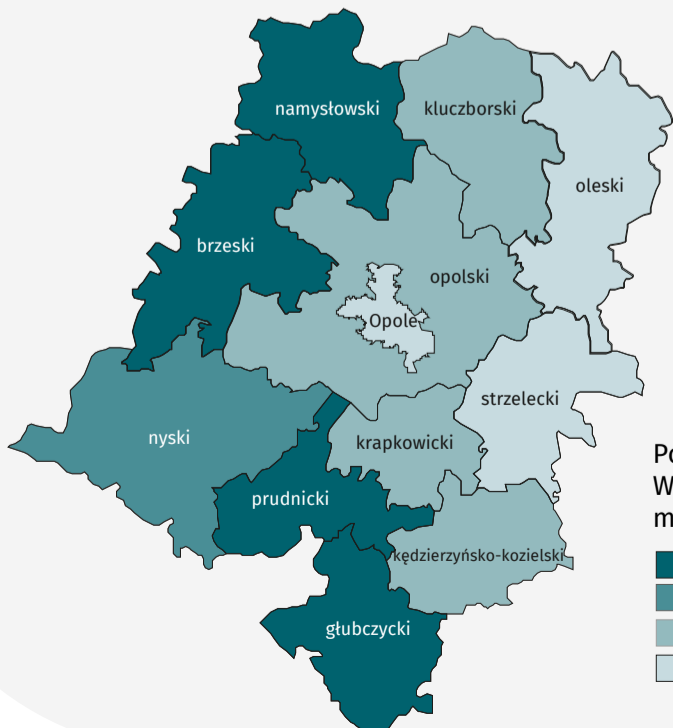 namysłowski
kluczborski
oleski
brzeski
opolski
Opole
strzelecki
nyski
krapkowicki
prudnicki
kędzierzyńsko-kozielski
głubczycki